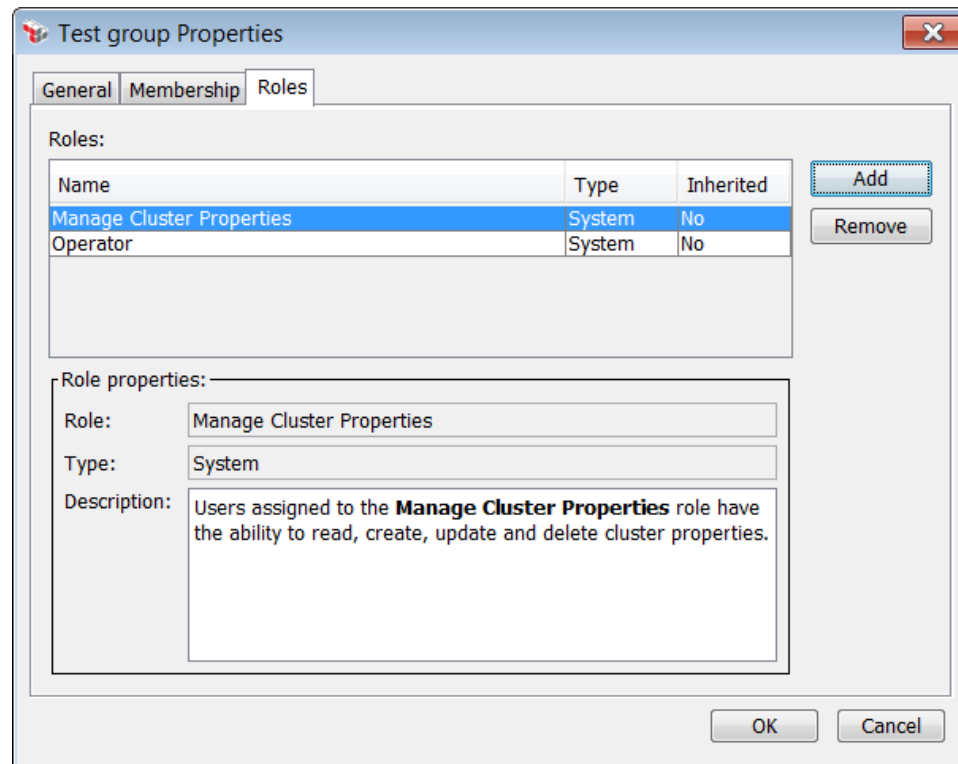 Test group Properties
General Membership Roles
Roles:
Name Type Inherited
Add
Manage Cluster Properties System No
Remove
Operator System No
Role properties:
Role: Manage Cluster Properties
Type: System
Description: Users assigned to the Manage Cluster Properties role have
the ability to read, create, update and delete cluster properties.
OK Cancel